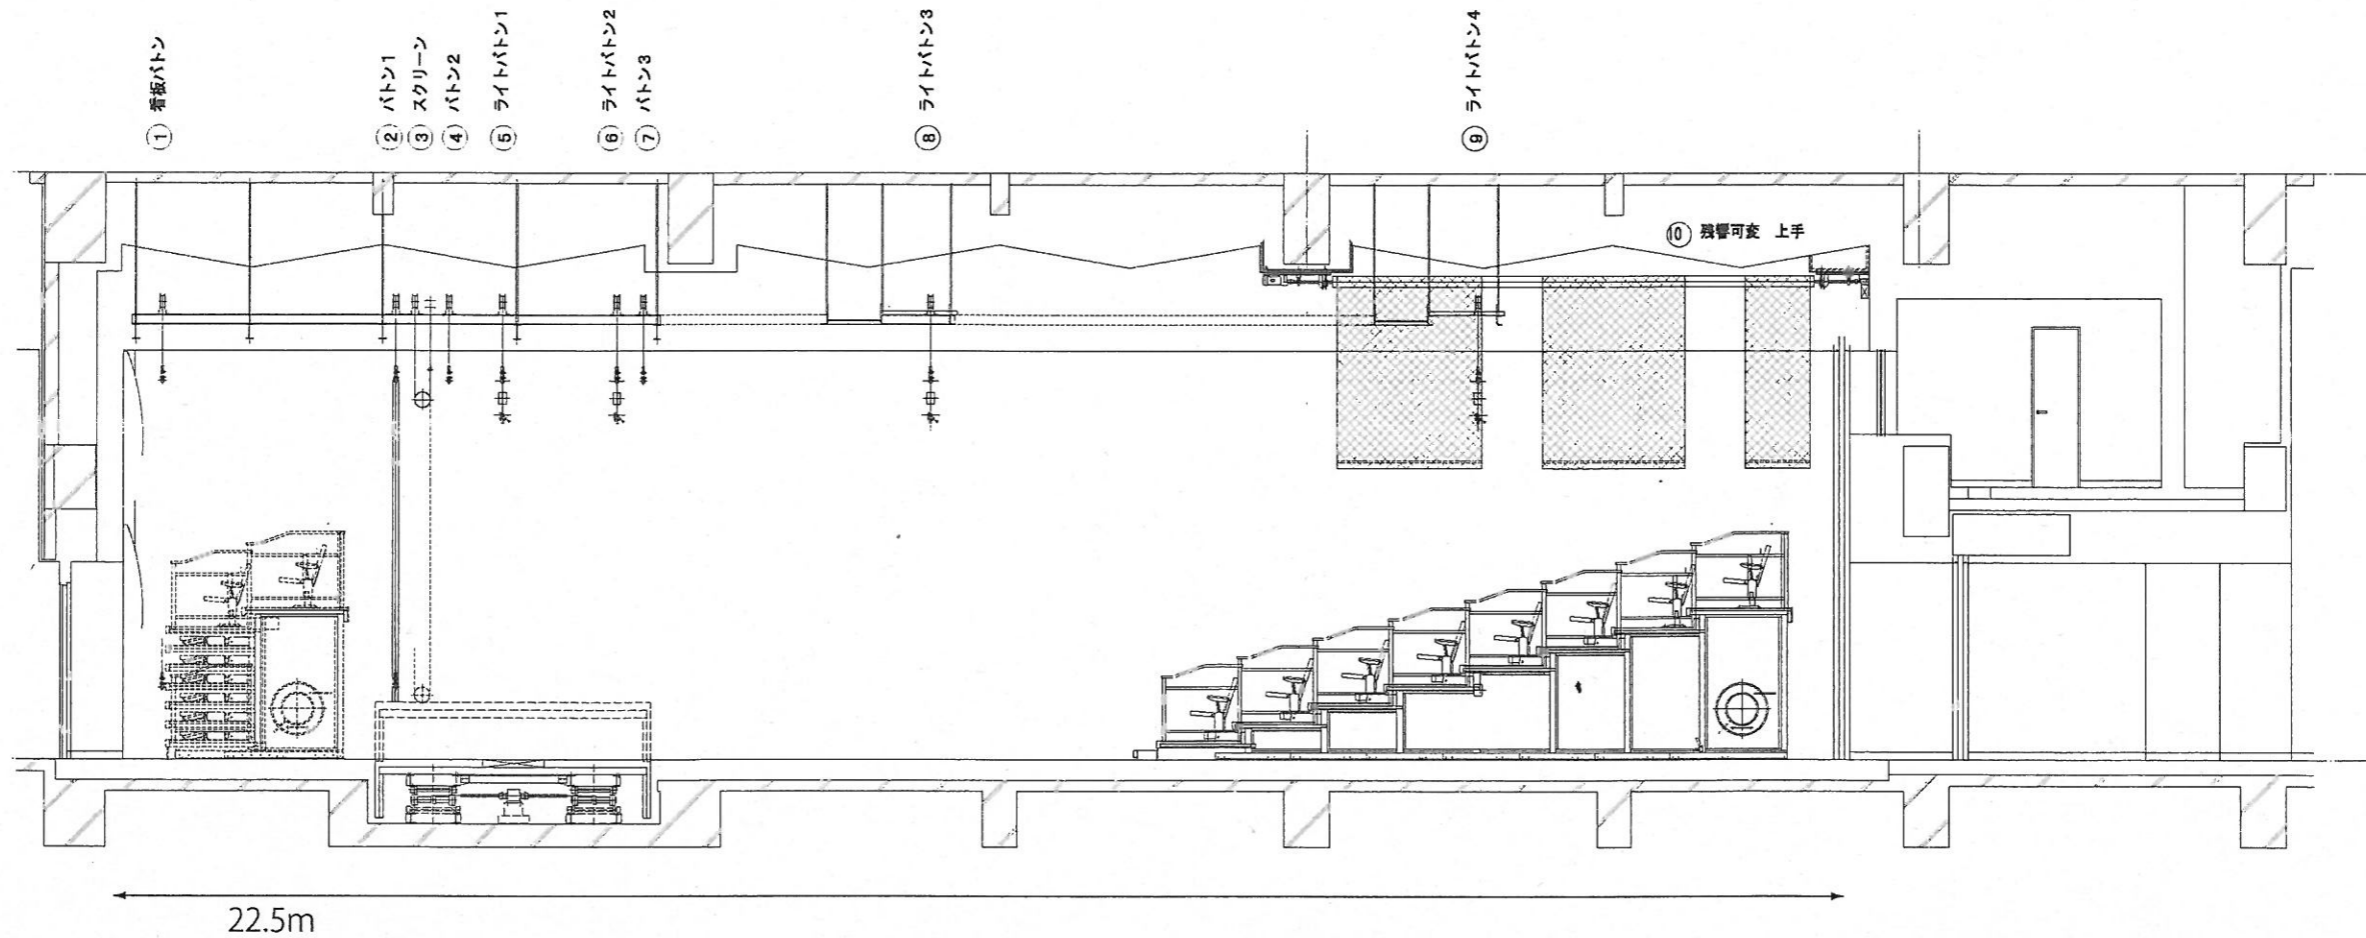 ① 看板バトン
② バトン1
③ スクリーン
④ バトン2
⑤ ライトバトン1
⑥ ライトバトン2
⑦ バトン3
⑧ ライトバトン3
⑨ ライトバトン4
⑩ 残響可変 上手
22.5m